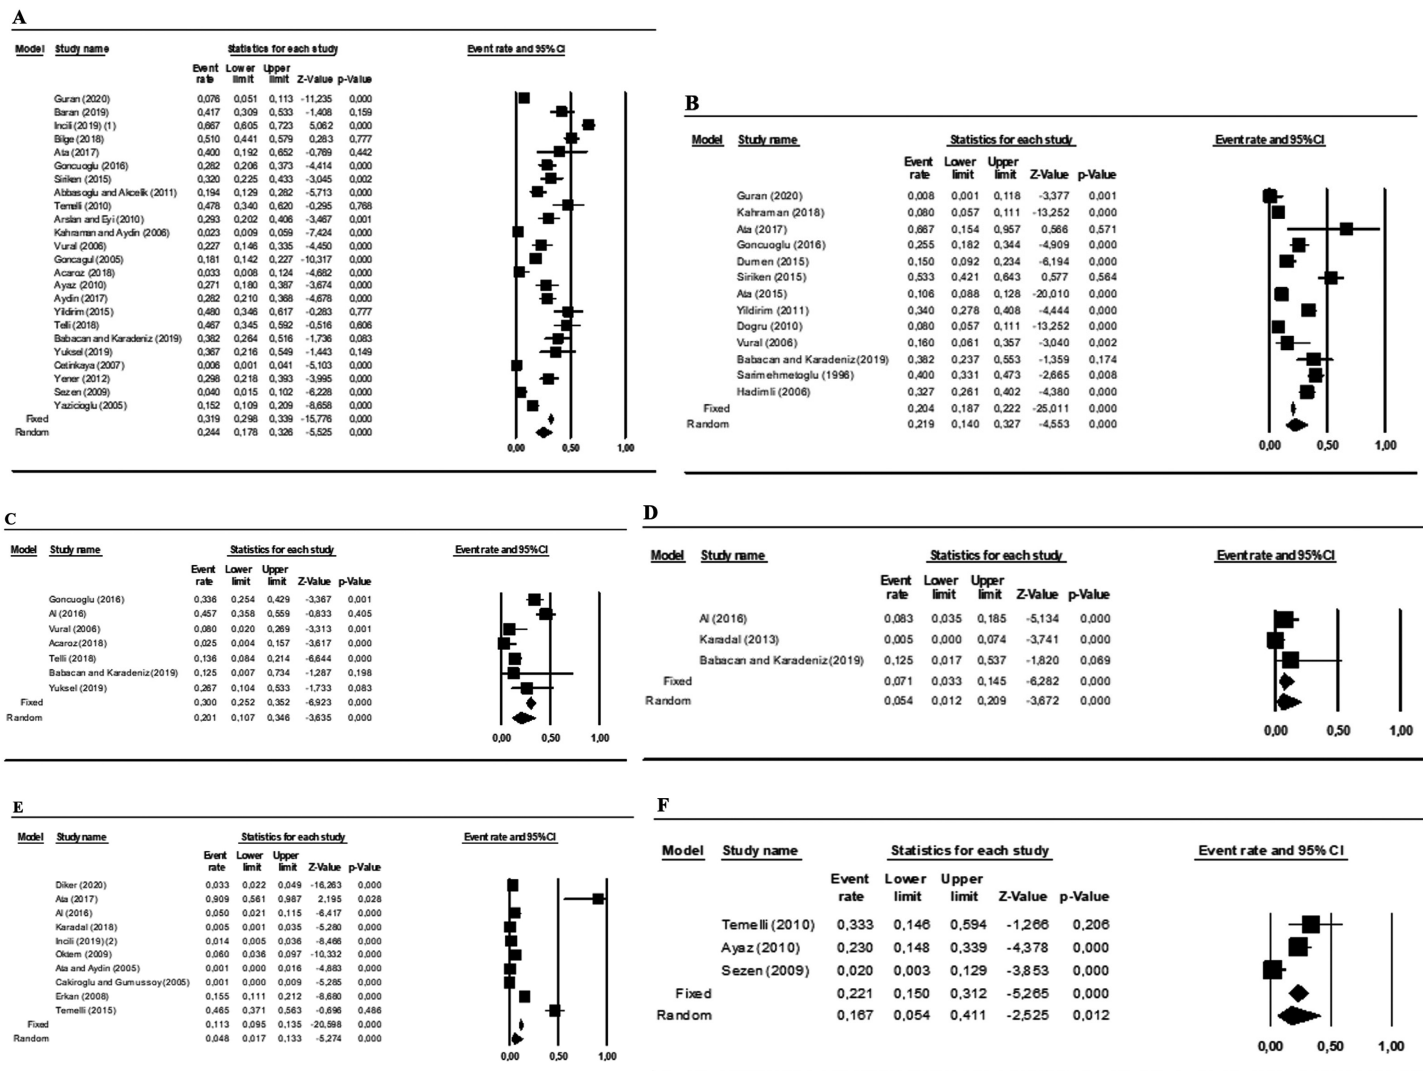 A
Model Study name Statistics for each study Event rate and 95% CI
Event Lower Upper
rate limit limit Z-Value p-Value
Guran (2020) 0,076 0,051 0,113 -11,235 0,000
Baran (2019) 0,417 0,309 0,533 -1,408 0,159
Incili (2019) (1) 0,667 0,605 0,723 5,062 0,000
Bilge (2018) 0,510 0,441 0,579 0,283 0,777
Ata (2017) 0,400 0,192 0,652 -0,769 0,442
Goncuoglu (2016) 0,282 0,206 0,373 -4,414 0,000
Siriken (2015) 0,320 0,225 0,433 -3,045 0,002
Abbasoglu and Akcelik (2011) 0,194 0,129 0,282 -5,713 0,000
Temelli (2010) 0,478 0,340 0,620 -0,295 0,768
Arslan and Eyi (2010) 0,293 0,202 0,406 -3,467 0,001
Kahraman and Aydin (2006) 0,023 0,009 0,059 -7,424 0,000
Vural (2006) 0,227 0,146 0,335 -4,450 0,000
Goncagul (2005) 0,181 0,142 0,227 -10,317 0,000
Acaroz (2018) 0,033 0,008 0,124 -4,682 0,000
Ayaz (2010) 0,271 0,180 0,387 -3,674 0,000
Aydin (2017) 0,282 0,210 0,368 -4,678 0,000
Yildirim (2015) 0,480 0,346 0,617 -0,283 0,777
Telli (2018) 0,467 0,345 0,592 -0,516 0,606
Babacan and Karadeniz (2019) 0,382 0,264 0,516 -1,736 0,083
Yuksel (2019) 0,367 0,216 0,549 -1,443 0,149
Cetinkaya (2007) 0,006 0,001 0,041 -5,103 0,000
Yener (2012) 0,298 0,218 0,393 -3,995 0,000
Sezen (2009) 0,040 0,015 0,102 -6,228 0,000
Yazicioglu (2005) 0,152 0,109 0,209 -8,658 0,000
Fixed 0,319 0,298 0,339 -15,776 0,000
Random 0,244 0,178 0,326 -5,525 0,000
0,00 0,50 1,00
B
Model Study name Statistics for each study Event rate and 95% CI
Event Lower Upper
rate limit limit Z-Value p-Value
Guran (2020) 0,008 0,001 0,118 -3,377 0,001
Kahraman (2018) 0,080 0,057 0,111 -13,252 0,000
Ata (2017) 0,667 0,154 0,957 0,566 0,571
Goncuoglu (2016) 0,255 0,182 0,344 -4,909 0,000
Dumen (2015) 0,150 0,092 0,234 -6,194 0,000
Siriken (2015) 0,533 0,421 0,643 0,577 0,564
Ata (2015) 0,106 0,088 0,128 -20,010 0,000
Yildirim (2011) 0,340 0,278 0,408 -4,444 0,000
Dogru (2010) 0,080 0,057 0,111 -13,252 0,000
Vural (2006) 0,160 0,061 0,357 -3,040 0,002
Babacan and Karadeniz(2019) 0,382 0,237 0,553 -1,359 0,174
Sarimehmetoglu (1996) 0,400 0,331 0,473 -2,665 0,008
Hadimli (2006) 0,327 0,261 0,402 -4,380 0,000
Fixed 0,204 0,187 0,222 -25,011 0,000
Random 0,219 0,140 0,327 -4,553 0,000
0,00 0,50 1,00
C
Model Study name Statistics for each study Event rate and 95% CI
Event Lower Upper
rate limit limit Z-Value p-Value
Goncuoglu (2016) 0,336 0,254 0,429 -3,367 0,001
Al (2016) 0,457 0,358 0,559 -0,833 0,405
Vural (2006) 0,080 0,020 0,269 -3,313 0,001
Acaroz(2018) 0,025 0,004 0,157 -3,617 0,000
Telli (2018) 0,136 0,084 0,214 -6,644 0,000
Babacan and Karadeniz(2019) 0,125 0,007 0,734 -1,287 0,198
Yuksel (2019) 0,267 0,104 0,533 -1,733 0,083
Fixed 0,300 0,252 0,352 -6,923 0,000
Random 0,201 0,107 0,346 -3,635 0,000
0,00 0,50 1,00
D
Model Study name Statistics for each study Event rate and 95% CI
Event Lower Upper
rate limit limit Z-Value p-Value
Al (2016) 0,083 0,035 0,185 -5,134 0,000
Karadal (2013) 0,005 0,000 0,074 -3,741 0,000
Babacan and Karadeniz(2019) 0,125 0,017 0,537 -1,820 0,069
Fixed 0,071 0,033 0,145 -6,282 0,000
Random 0,054 0,012 0,209 -3,672 0,000
0,00 0,50 1,00
E
Model Study name Statistics for each study Event rate and 95% CI
Event Lower Upper
rate limit limit Z-Value p-Value
Diker (2020) 0,033 0,022 0,049 -16,263 0,000
Ata (2017) 0,909 0,561 0,987 2,195 0,028
Al (2016) 0,050 0,021 0,115 -6,417 0,000
Karadal (2018) 0,005 0,001 0,035 -5,280 0,000
Incili (2019)(2) 0,014 0,005 0,036 -8,466 0,000
Oktem (2009) 0,060 0,036 0,097 -10,332 0,000
Ata and Aydin (2005) 0,001 0,000 0,016 -4,883 0,000
Cakiroglu and Gumussoy(2005) 0,001 0,000 0,009 -5,285 0,000
Erkan (2008) 0,155 0,111 0,212 -8,680 0,000
Temelli (2015) 0,465 0,371 0,563 -0,696 0,486
Fixed 0,113 0,095 0,135 -20,598 0,000
Random 0,048 0,017 0,133 -5,274 0,000
0,00 0,50 1,00
F
Model Study name Statistics for each study Event rate and 95% CI
Event Lower Upper
rate limit limit Z-Value p-Value
Temelli (2010) 0,333 0,146 0,594 -1,266 0,206
Ayaz (2010) 0,230 0,148 0,339 -4,378 0,000
Sezen (2009) 0,020 0,003 0,129 -3,853 0,000
Fixed 0,221 0,150 0,312 -5,265 0,000
Random 0,167 0,054 0,411 -2,525 0,012
0,00 0,50 1,00